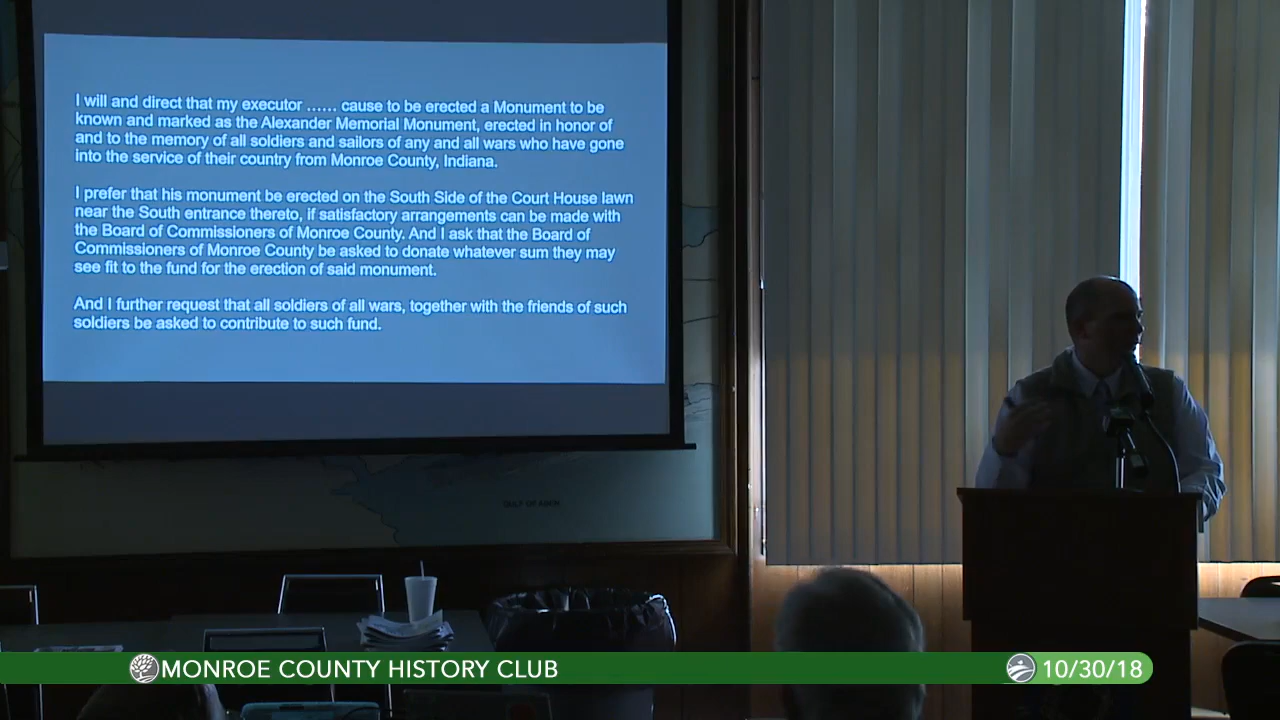 I will and direct that my executor ...... cause to be erected a Monument to be
known and marked as the Alexander Memorial Monument, erected in honor of
and to the memory of all soldiers and sailors of any and all wars who have gone
into the service of their country from Monroe County, Indiana.
I prefer that his monument be erected on the South Side of the Court House lawn
near the South entrance thereto, if satisfactory arrangements can be made with
the Board of Commissioners of Monroe County. And I ask that the Board of
Commissioners of Monroe County be asked to donate whatever sum they may
see fit to the fund for the erection of said monument.
And I further request that all soldiers of all wars, together with the friends of such
soldiers be asked to contribute to such fund.
GULF OF ADEN
MONROE COUNTY HISTORY CLUB
10/30/18